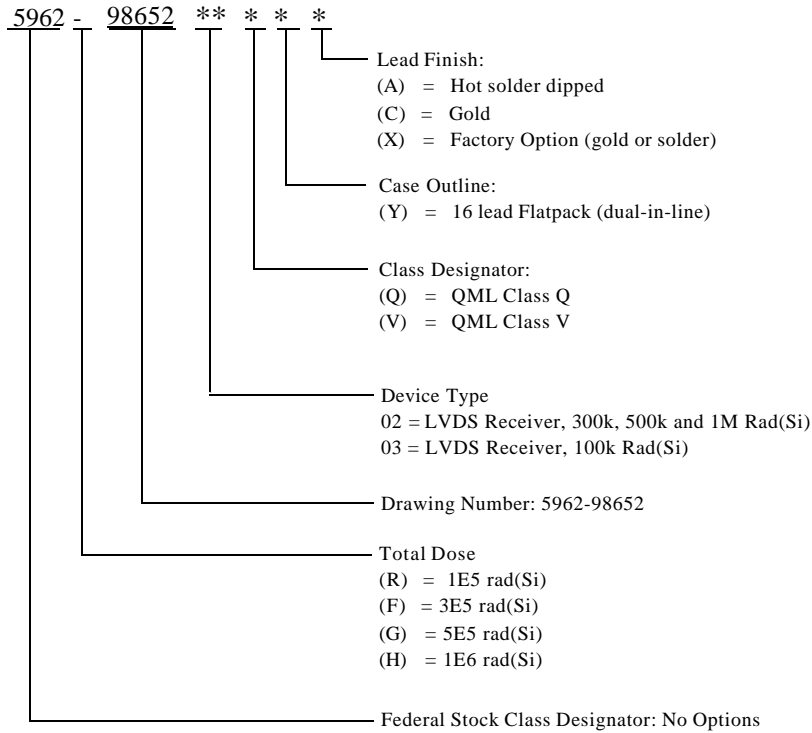 5962 - 98652 ** * * *
Lead Finish:
(A) = Hot solder dipped
(C) = Gold
(X) = Factory Option (gold or solder)
Case Outline:
(Y) = 16 lead Flatpack (dual-in-line)
Class Designator:
(Q) = QML Class Q
(V) = QML Class V
Device Type
02 = LVDS Receiver, 300k, 500k and 1M Rad(Si)
03 = LVDS Receiver, 100k Rad(Si)
Drawing Number: 5962-98652
Total Dose
(R) = 1E5 rad(Si)
(F) = 3E5 rad(Si)
(G) = 5E5 rad(Si)
(H) = 1E6 rad(Si)
Federal Stock Class Designator: No Options